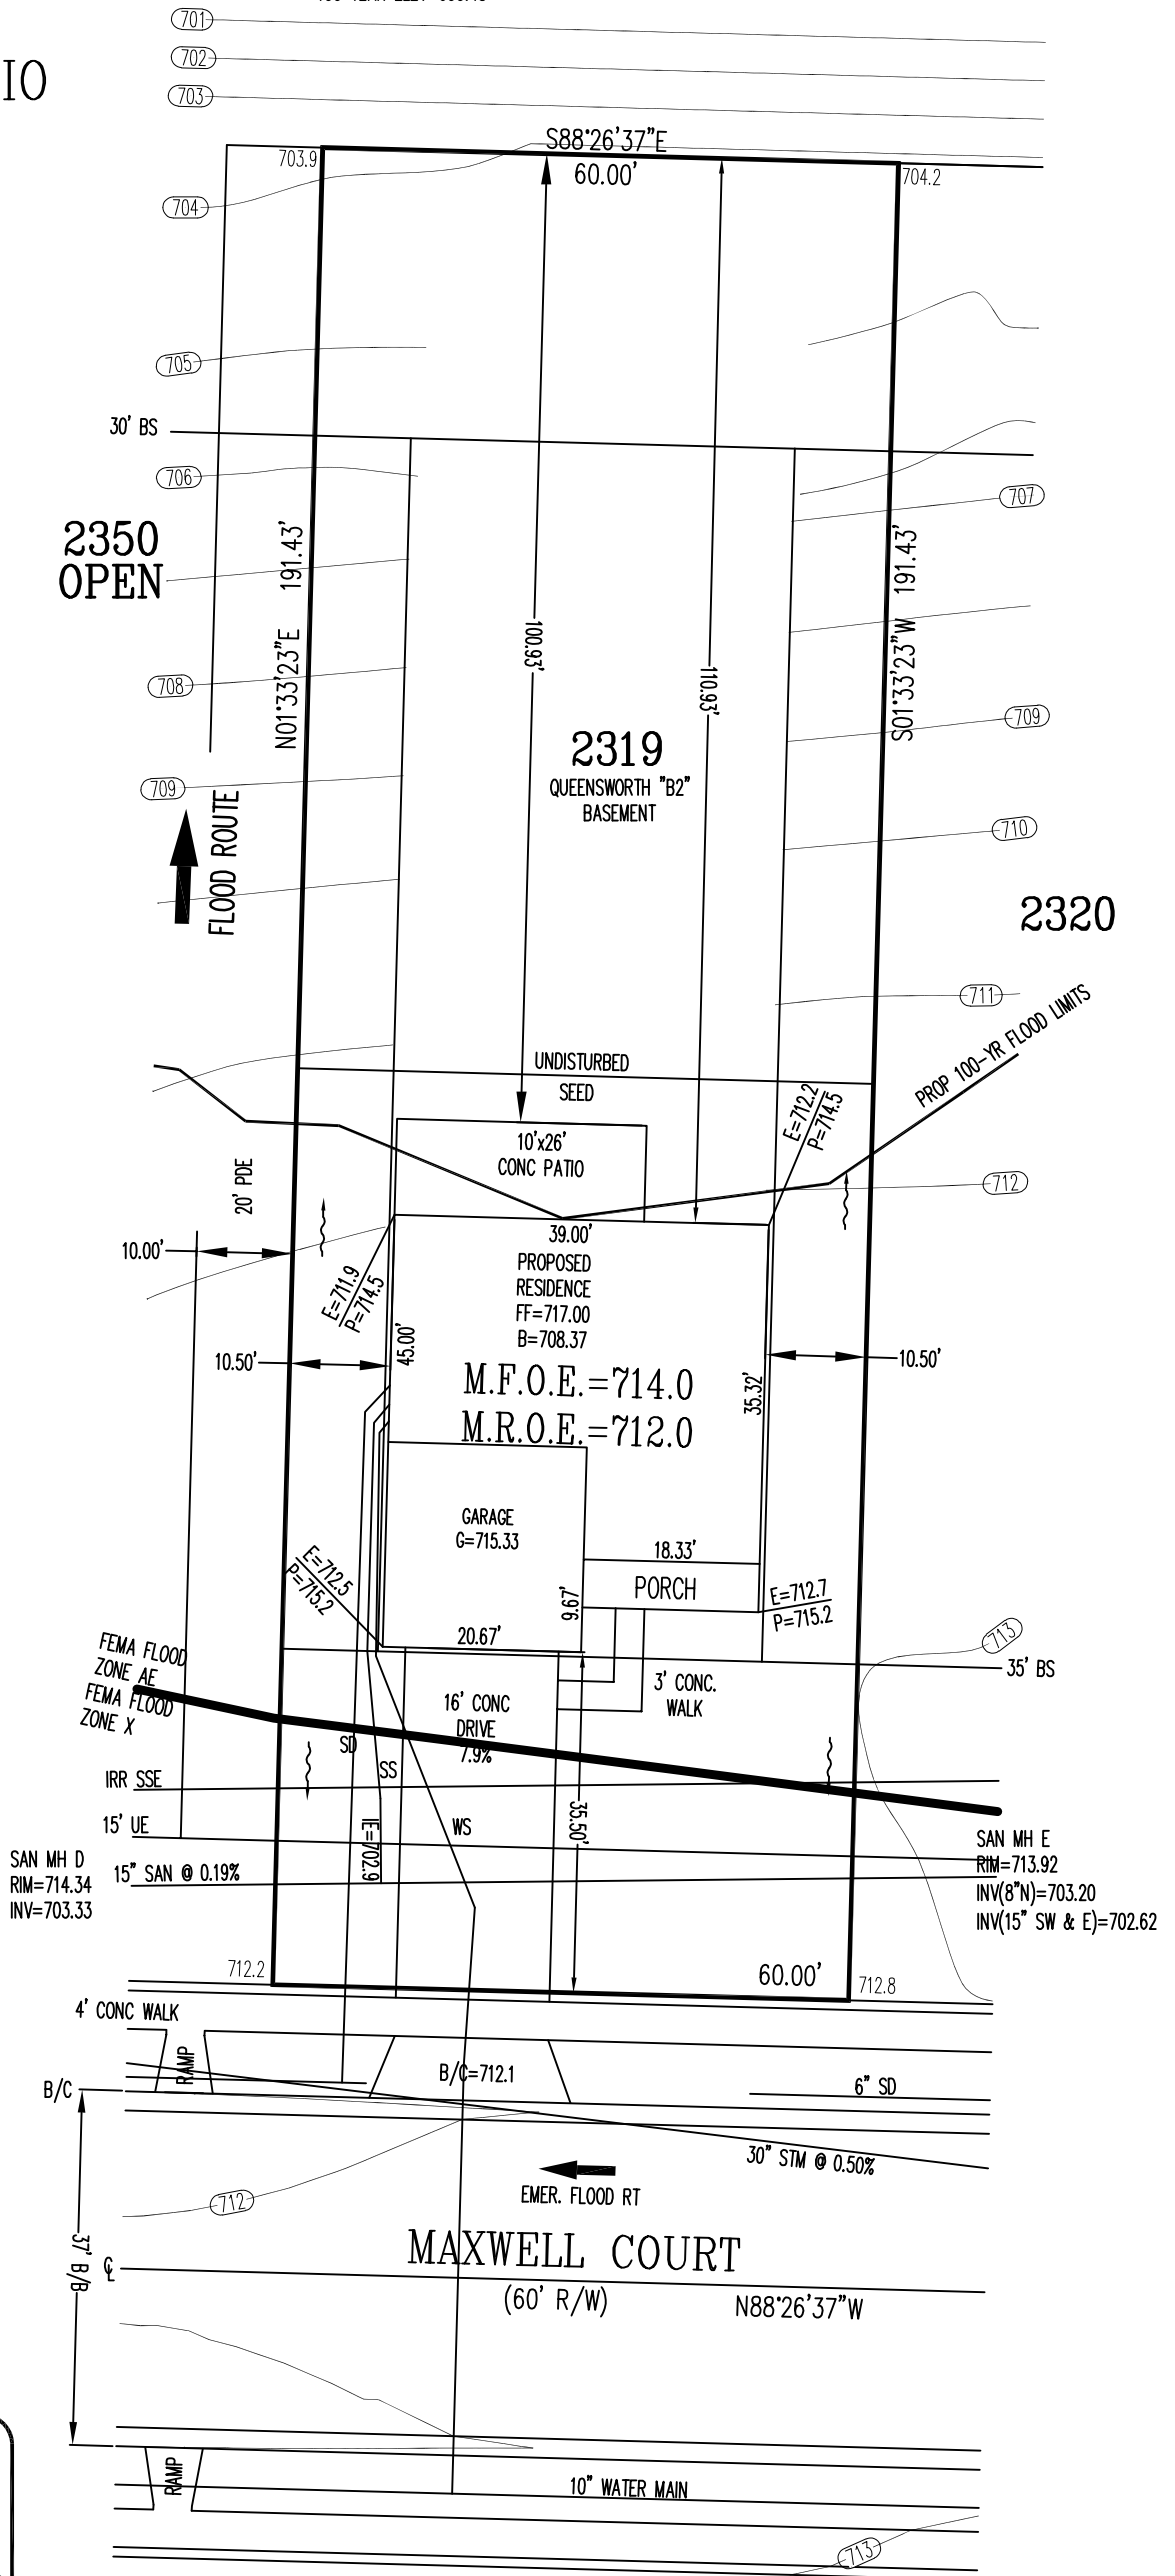 701
702
IO
703
S88°26'37"E
703.9
60.00'
704.2
704
705
30' BS
706
707
2350
OPEN
191.43'
N01°33'23"E
191.43'
S01°33'23"W
100.93'
110.93'
708
709
2319
QUEENSWORTH "B2"
BASEMENT
709
710
FLOOD ROUTE
2320
711
PROP 100-YR FLOOD LIMITS
UNDISTURBED
SEED
E=712.2
P=714.5
10'x26'
CONC PATIO
20' PDE
712
39.00'
10.00'
PROPOSED
RESIDENCE
FF=717.00
B=708.37
E=711.9
P=714.5
45.00'
10.50'
10.50'
M.F.O.E.=714.0
35.32'
M.R.O.E.=712.0
GARAGE
G=715.33
18.33'
E=712.5
P=715.2
PORCH
9.67'
E=712.7
P=715.2
20.67'
713
FEMA FLOOD
ZONE AE
FEMA FLOOD
ZONE X
35' BS
3' CONC.
WALK
16' CONC
DRIVE
7.9%
SD
SS
IRR SSE
15' UE
IE=702.9
WS
35.50'
SAN MH D
RIM=714.34
INV=703.33
15" SAN @ 0.19%
SAN MH E
RIM=713.92
INV(8"N)=703.20
INV(15" SW & E)=702.62
712.2
60.00'
712.8
4' CONC WALK
RAMP
B/C=712.1
B/C
6" SD
30" STM @ 0.50%
EMER. FLOOD RT
712
37' B/B
MAXWELL COURT
(60' R/W)
N88°26'37"W
RAMP
10" WATER MAIN
713